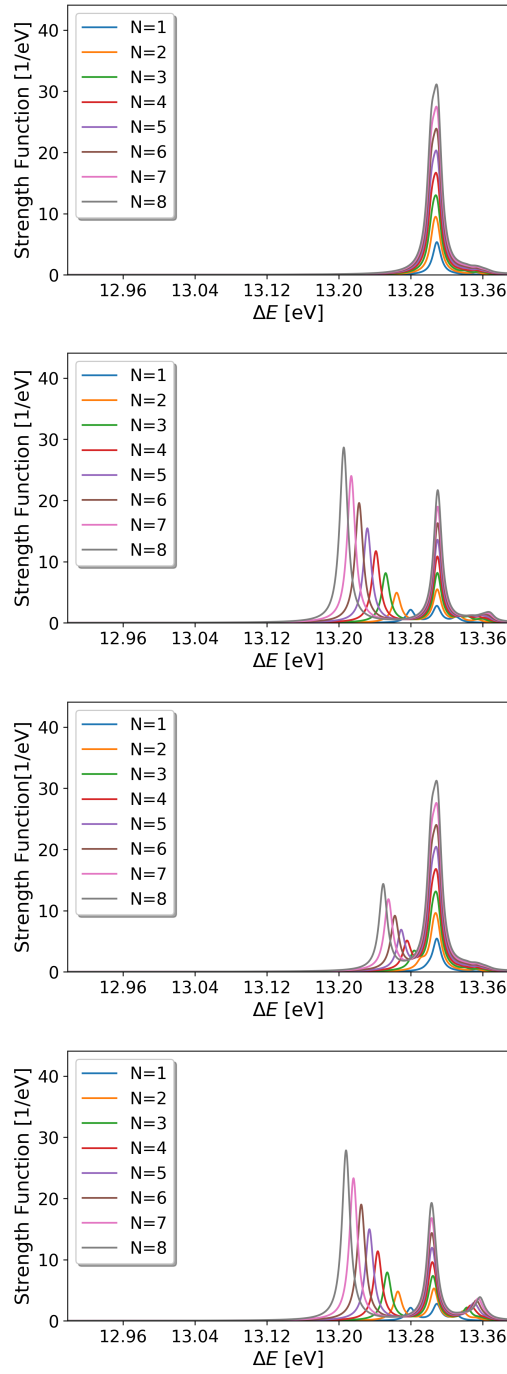 Strength Function [1/eV]
40
30
20
10
0
N=1
N=2
N=3
N=4
N=5
N=6
N=7
N=8
12.96 13.04 13.12 13.20 13.28 13.36
ΔE [eV]
Strength Function [1/eV]
40
30
20
10
0
N=1
N=2
N=3
N=4
N=5
N=6
N=7
N=8
12.96 13.04 13.12 13.20 13.28 13.36
ΔE [eV]
Strength Function[1/eV]
40
30
20
10
0
N=1
N=2
N=3
N=4
N=5
N=6
N=7
N=8
12.96 13.04 13.12 13.20 13.28 13.36
ΔE [eV]
Strength Function [1/eV]
40
30
20
10
0
N=1
N=2
N=3
N=4
N=5
N=6
N=7
N=8
12.96 13.04 13.12 13.20 13.28 13.36
ΔE [eV]